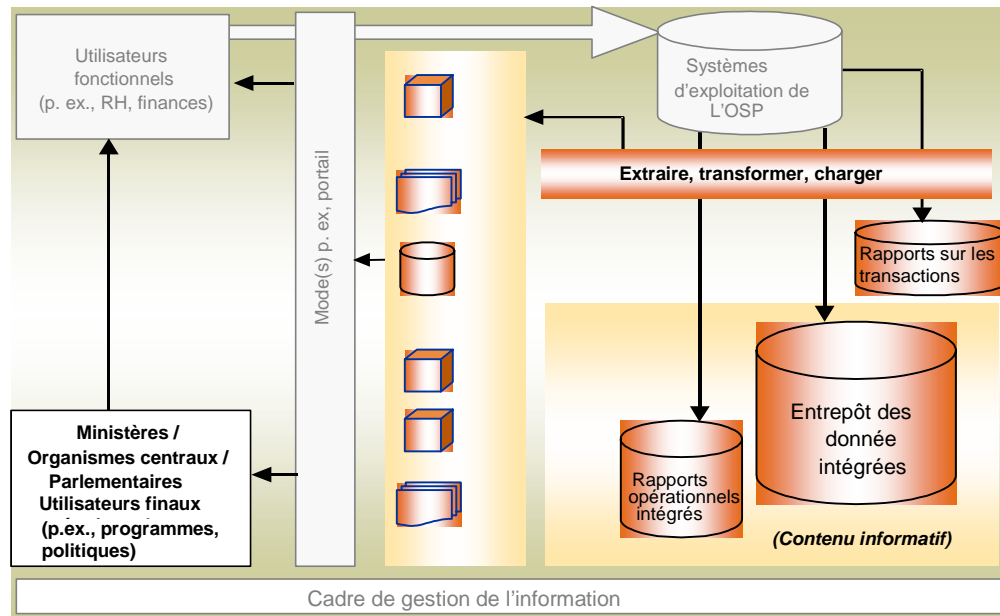 Utilisateurs
fonctionnels
(p. ex., RH, finances)
Mode(s) p. ex, portail
Systèmes
d'exploitation de
L'OSP
Extraire, transformer, charger
Rapports sur les
transactions
Entrepôt des
donnée
intégrées
Rapports
opérationnels
intégrés
(Contenu informatif)
Ministères /
Organismes centraux /
Parlementaires
Utilisateurs finaux
(p.ex., programmes,
politiques)
Cadre de gestion de l'information